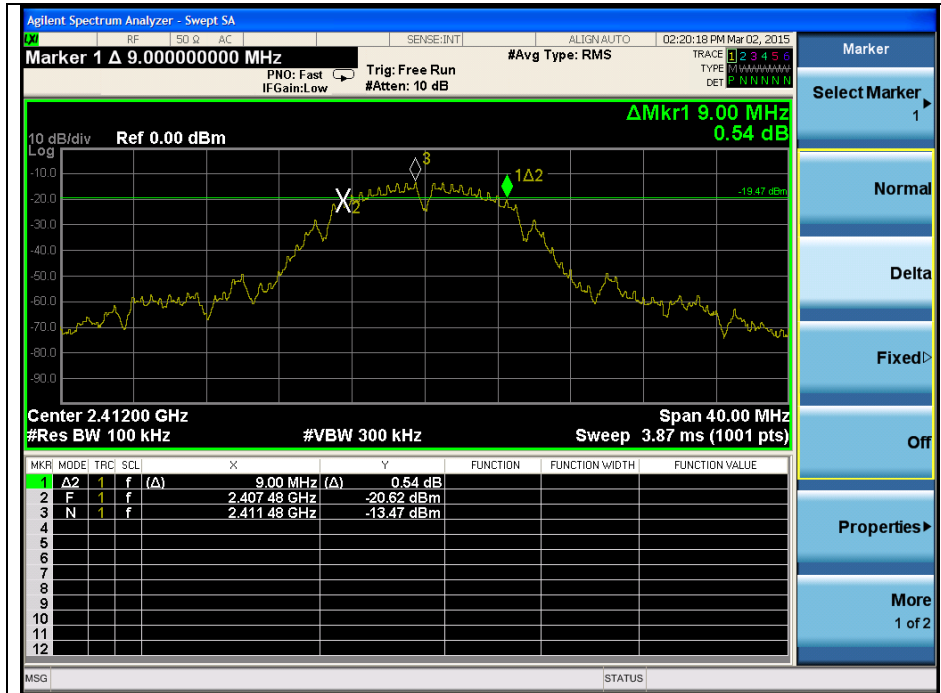 Agilent Spectrum Analyzer - Swept SA
LXI RF 50 Ω AC SENSE:INT ALIGN AUTO 02:20:18 PM Mar 02, 2015
Marker 1 Δ 9.000000000 MHz
PNO: Fast
IFGain:Low
Trig: Free Run
#Atten: 10 dB
#Avg Type: RMS
TRACE 1 2 3 4 5 6
TYPE M W W W W W
DET P N N N N N
ΔMkr1 9.00 MHz
0.54 dB
10 dB/div Ref 0.00 dBm
Log
-10.0
-20.0
-30.0
-40.0
-50.0
-60.0
-70.0
-80.0
-90.0
3
1Δ2
X2
-19.47 dBm
Center 2.41200 GHz Span 40.00 MHz
#Res BW 100 kHz #VBW 300 kHz Sweep 3.87 ms (1001 pts)
MKR MODE TRC SCL X Y FUNCTION FUNCTION WIDTH FUNCTION VALUE
1 Δ2 1 f (Δ) 9.00 MHz (Δ) 0.54 dB
2 F 1 f 2.407 48 GHz -20.62 dBm
3 N 1 f 2.411 48 GHz -13.47 dBm
4
5
6
7
8
9
10
11
12
MSG STATUS
Marker
Select Marker
1
Normal
Delta
Fixed
Off
Properties
More
1 of 2